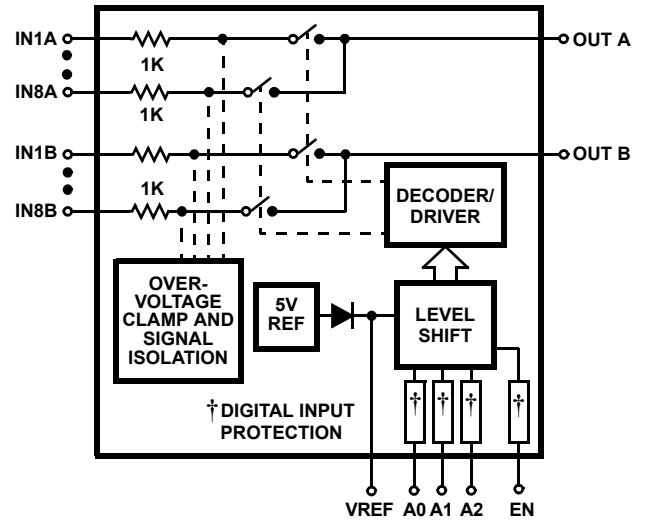 IN1A
1K
IN8A
1K
IN1B
1K
IN8B
OUT A
OUT B
DECODER/
DRIVER
OVER-
VOLTAGE
CLAMP AND
SIGNAL
ISOLATION
5V
REF
LEVEL
SHIFT
†DIGITAL INPUT
PROTECTION
†
†
†
†
VREF
A0
A1
A2
EN